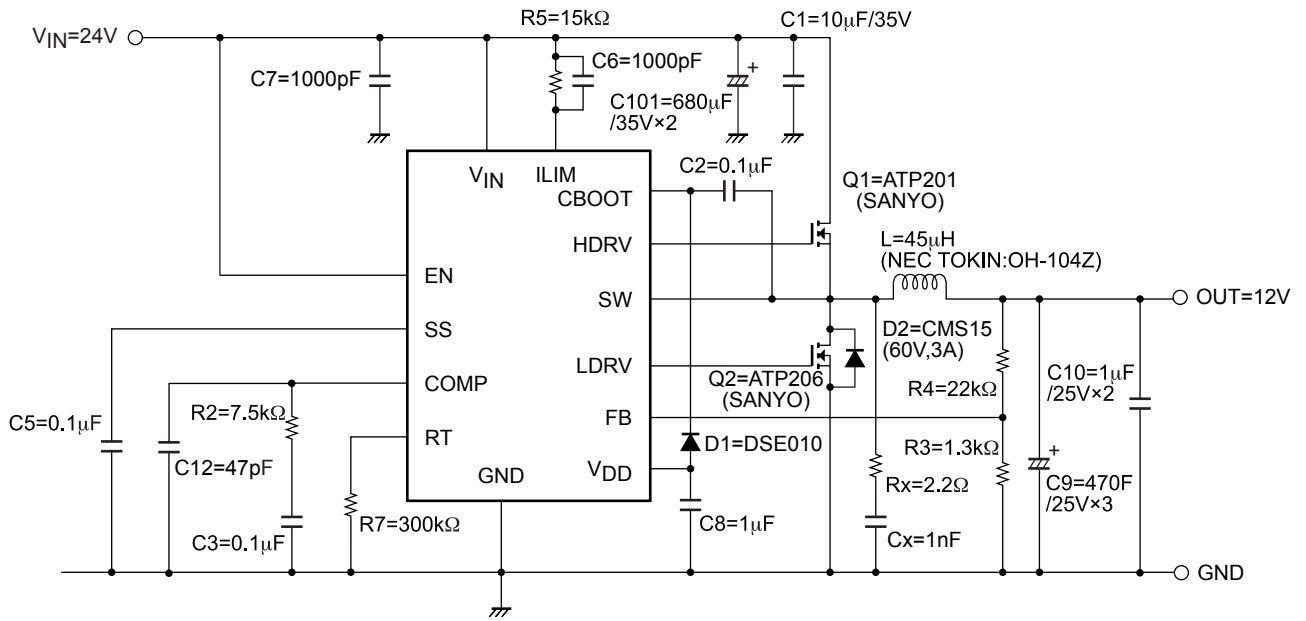 R5=15kΩ
C1=10μF/35V
VIN=24V
C7=1000pF
C6=1000pF
C101=680μF
/35V×2
+
VIN
ILIM
C2=0.1μF
CBOOT
Q1=ATP201
(SANYO)
HDRV
L=45μH
(NEC TOKIN:OH-104Z)
EN
SW
OUT=12V
SS
D2=CMS15
(60V,3A)
LDRV
Q2=ATP206
(SANYO)
COMP
R4=22kΩ
C10=1μF
/25V×2
R2=7.5kΩ
FB
C5=0.1μF
RT
D1=DSE010
R3=1.3kΩ
C12=47pF
GND
VDD
Rx=2.2Ω
+
C9=470F
/25V×3
R7=300kΩ
C8=1μF
C3=0.1μF
Cx=1nF
GND